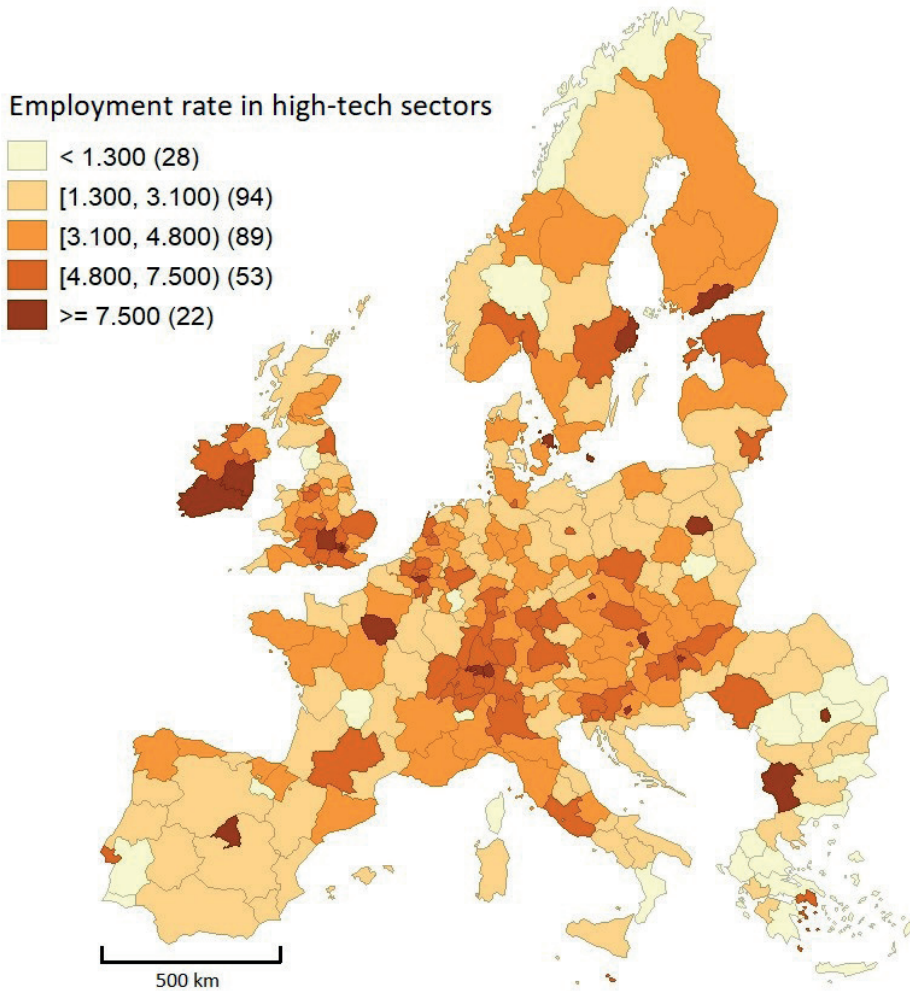 Employment rate in high-tech sectors
< 1.300 (28)
[1.300, 3.100) (94)
[3.100, 4.800) (89)
[4.800, 7.500) (53)
>= 7.500 (22)
500 km